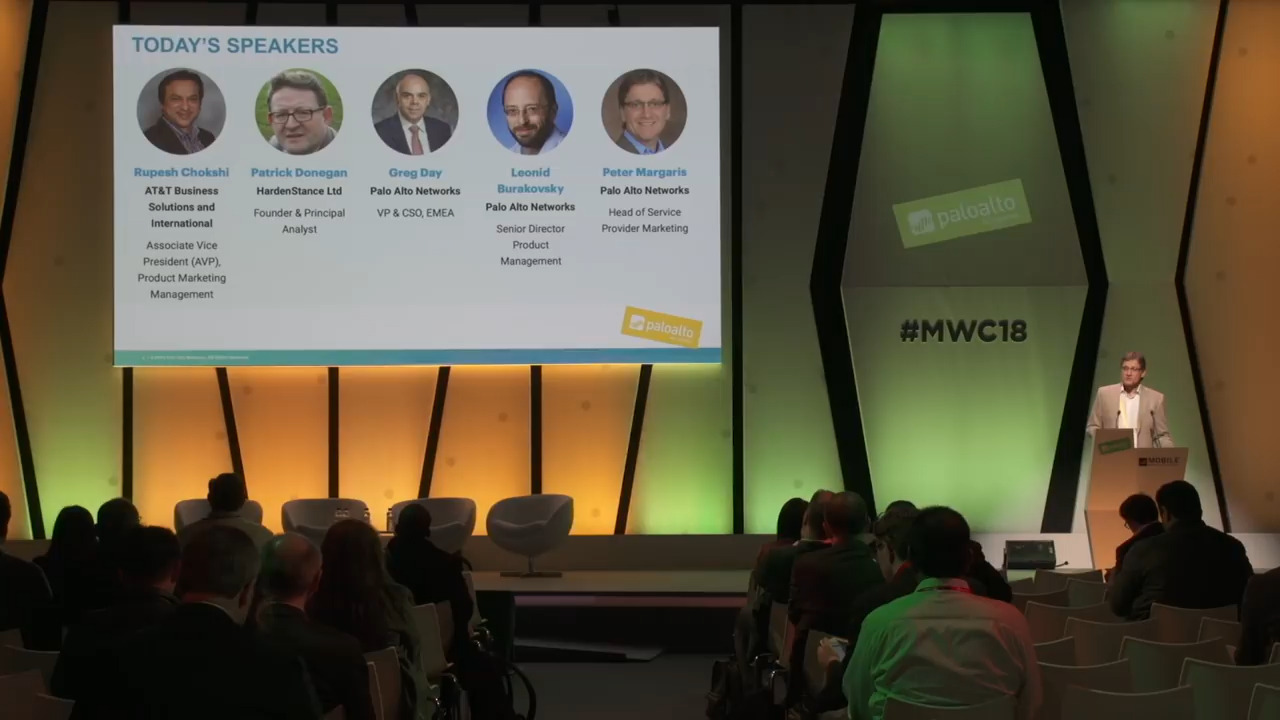 TODAY'S SPEAKERS
Rupesh Chokshi
AT&T Business
Solutions and
International
Associate Vice
President (AVP),
Product Marketing
Management
Patrick Donegan
HardenStance Ltd
Founder & Principal
Analyst
Greg Day
Palo Alto Networks
VP & CSO, EMEA
Leonid
Burakovsky
Palo Alto Networks
Senior Director
Product
Management
Peter Margaris
Palo Alto Networks
Head of Service
Provider Marketing
paloalto
paloalto
#MWC18
MOBILE